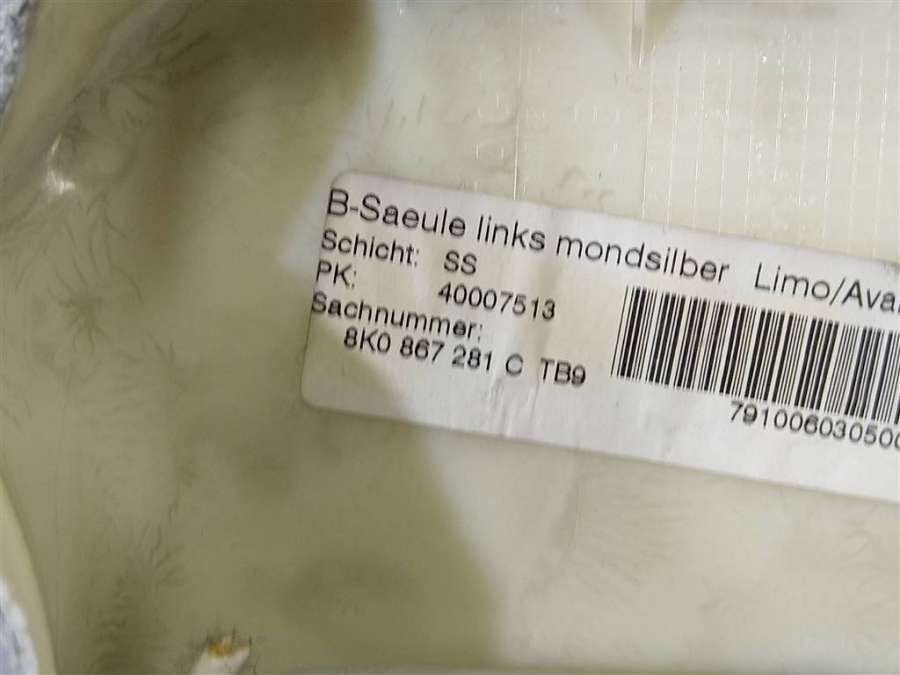 B-Saeule links mondsilber Limo/Ava
Schicht: SS
PK: 40007513
Sachnummer:
8K0 867 281 C TB9
79100603050